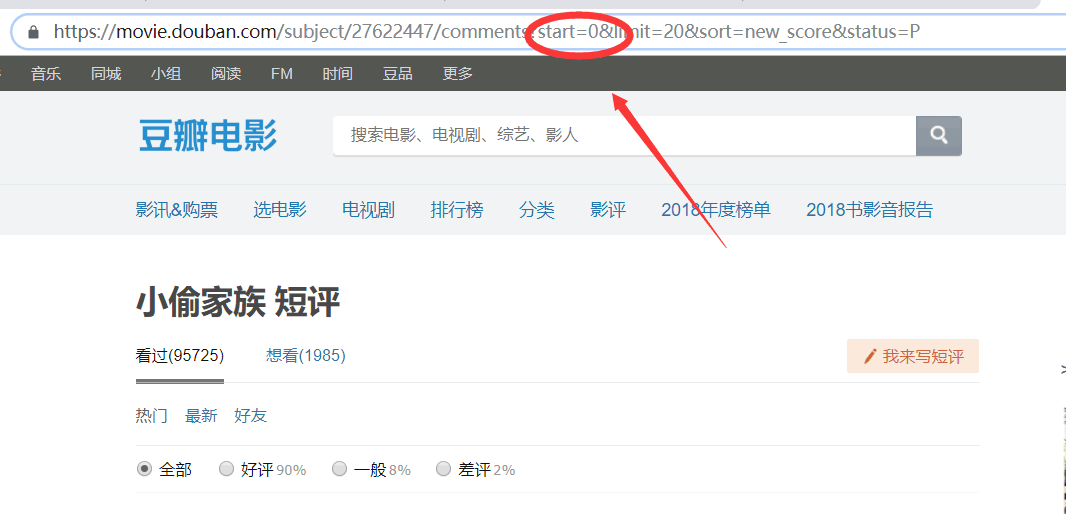 https://movie.douban.com/subject/27622447/comments?start=0&limit=20&sort=new_score&status=P
音乐 同城 小组 阅读 FM 时间 豆品 更多
豆瓣电影
搜索电影、电视剧、综艺、影人
影讯&购票 选电影 电视剧 排行榜 分类 影评 2018年度榜单 2018书影音报告
小偷家族 短评
看过(95725) 想看(1985)
我来写短评
热门 最新 好友
全部 好评 90% 一般 8% 差评 2%